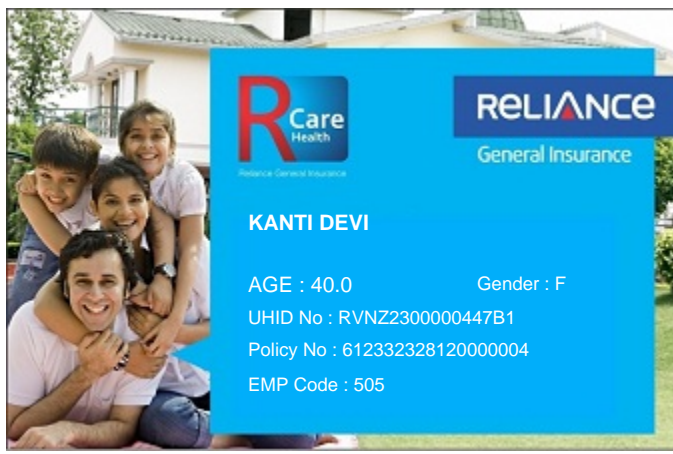 R Care
Health
Reliance General Insurance
RELIANCE
General Insurance
KANTI DEVI
AGE : 40.0
Gender : F
UHID No : RVNZ2300000447B1
Policy No : 612332328120000004
EMP Code : 505